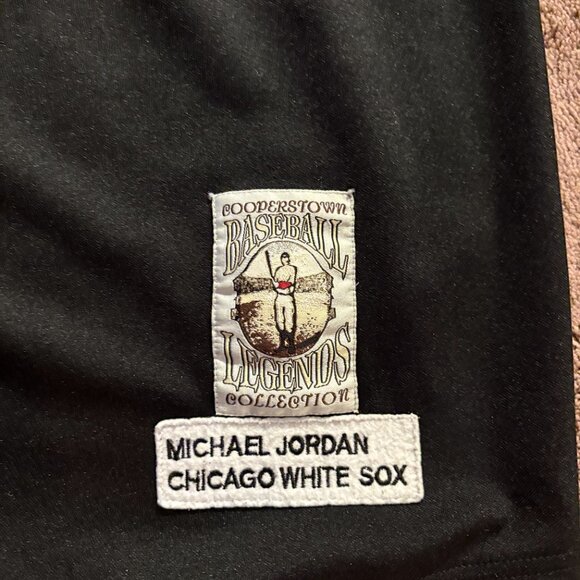 COOPERSTOWN
BASEBALL
LEGENDS
COLLECTION
MICHAEL JORDAN
CHICAGO WHITE SOX